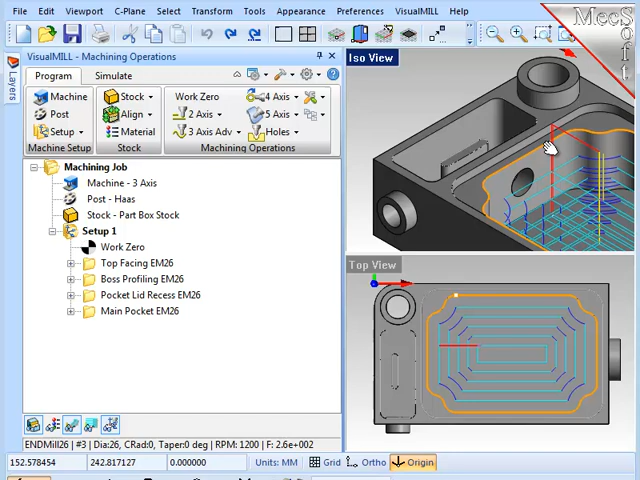 File Edit Viewport C-Plane Select Transform Tools Appearance Preferences VisualMILL Help
MecSoft
Layers
VisualMILL - Machining Operations
Program Simulate
Machine
Post
Setup
Machine Setup
Stock
Align
Material
Stock
Work Zero
2 Axis
3 Axis Adv
4 Axis
5 Axis
Holes
Machining Operations
Machining Job
Machine - 3 Axis
Post - Haas
Stock - Part Box Stock
Setup 1
Work Zero
Top Facing EM26
Boss Profiling EM26
Pocket Lid Recess EM26
Main Pocket EM26
Iso View
Top View
ENDMill26 | #3 | Dia:26, CRad:0, Taper:0 deg | RPM: 1200 | F: 2.6e+002
152.578454 242.817127 0.000000 Units: MM Grid Ortho Origin